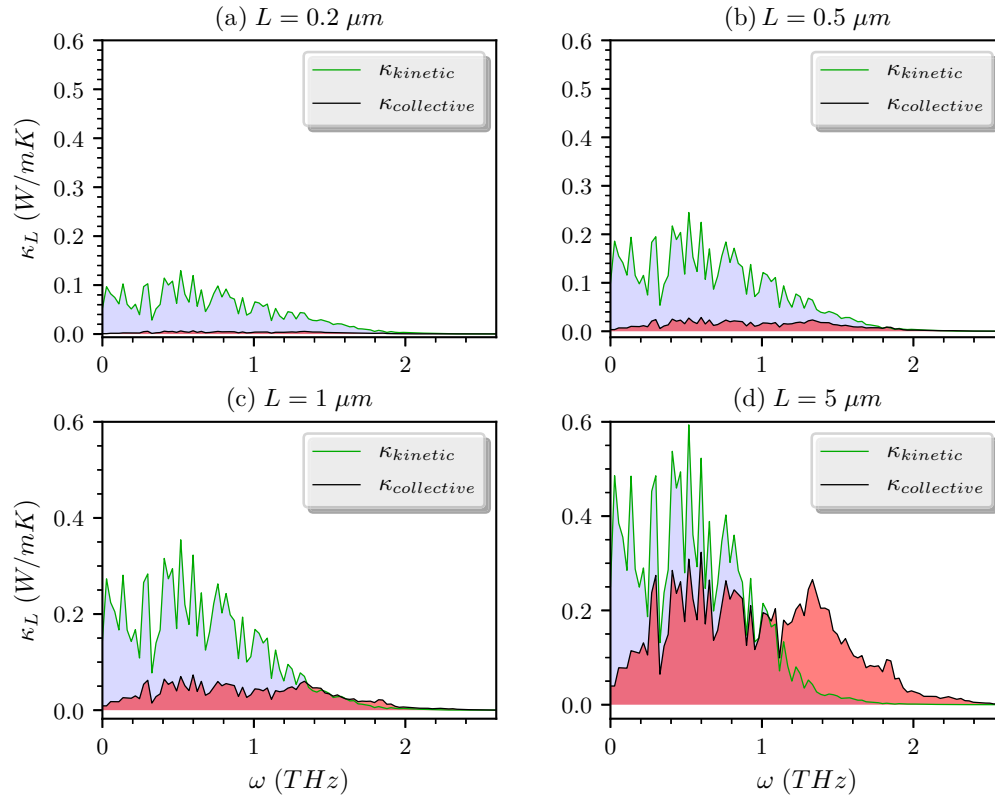 (a) L = 0.2 μm
(b) L = 0.5 μm
0.6
0.5
0.4
0.3
0.2
0.1
0.0
κ_L (W/mK)
κ_kinetic
κ_collective
0
1
2
0.6
0.5
0.4
0.3
0.2
0.1
0.0
κ_kinetic
κ_collective
0
1
2
(c) L = 1 μm
(d) L = 5 μm
0.6
0.4
0.2
0.0
κ_L (W/mK)
κ_kinetic
κ_collective
0
1
2
ω (THz)
0.6
0.4
0.2
0.0
κ_kinetic
κ_collective
0
1
2
ω (THz)